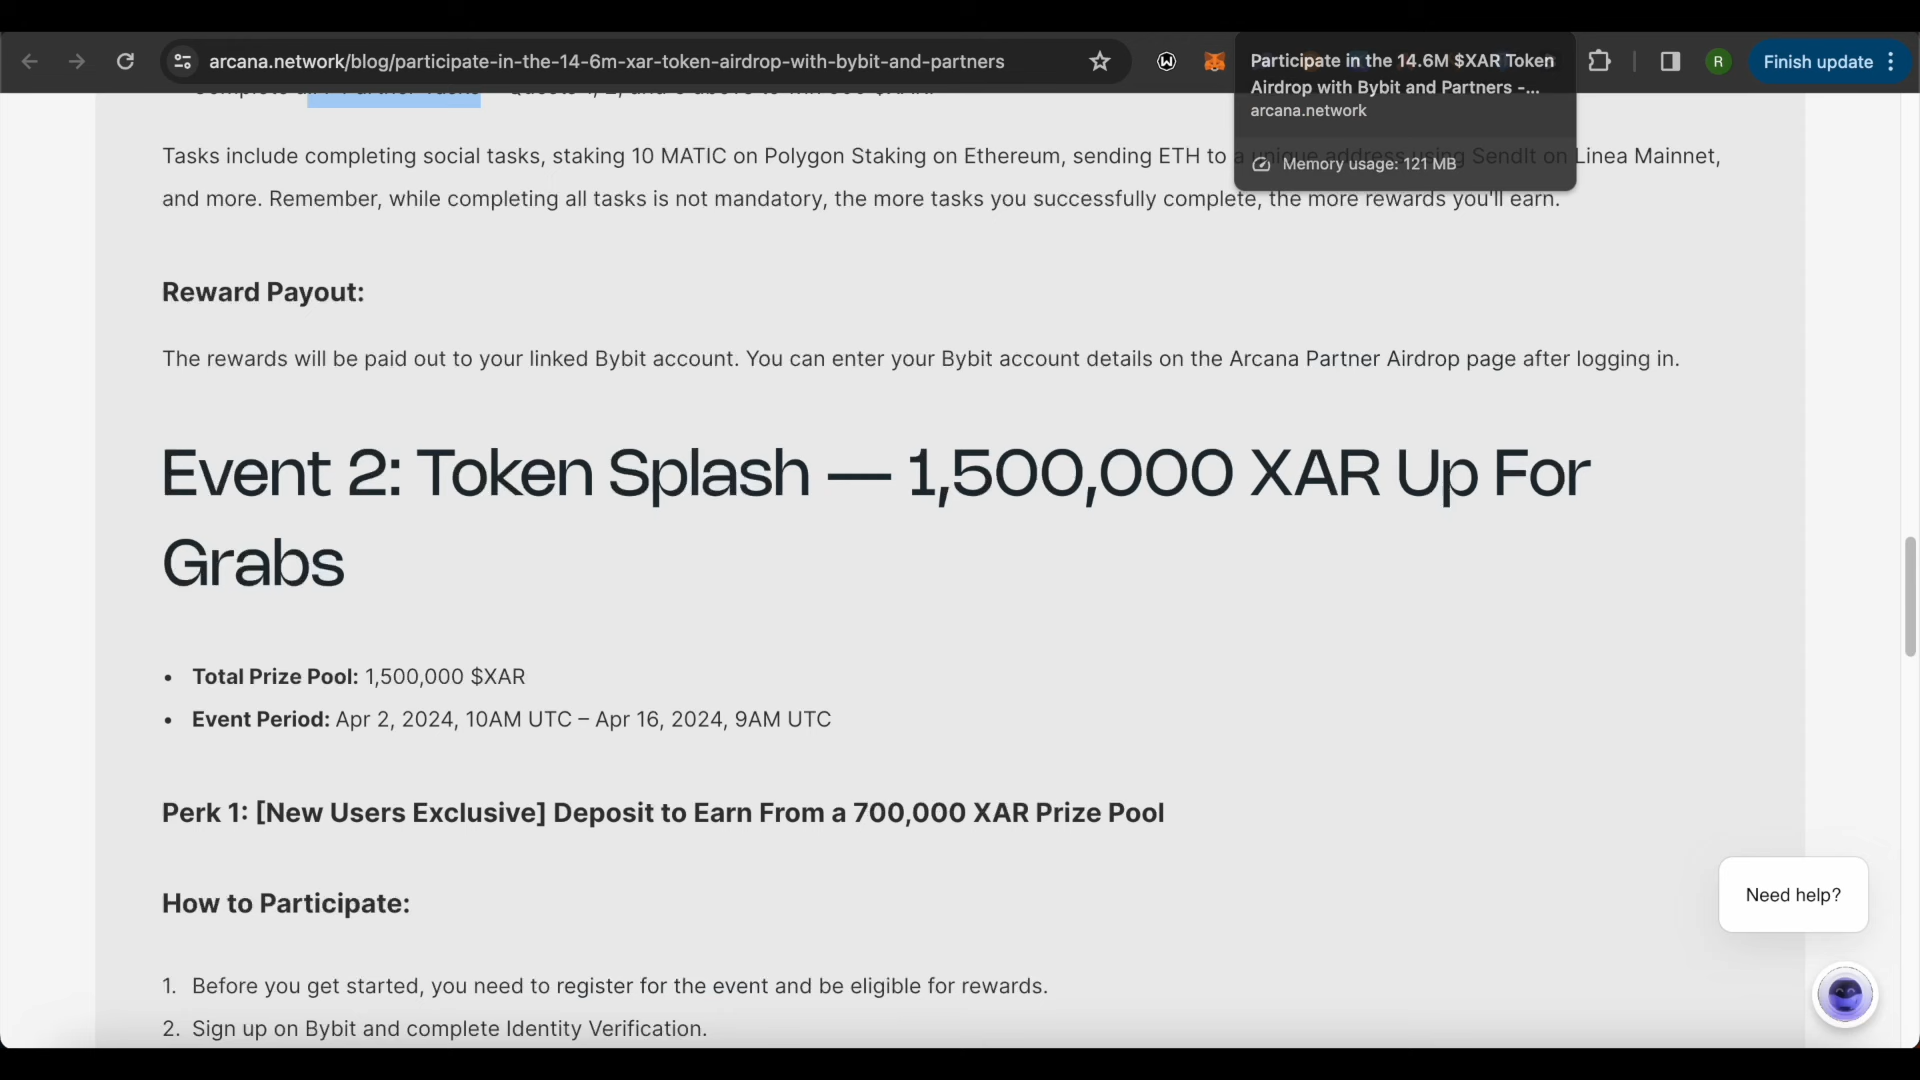 arcana.network/blog/participate-in-the-14-6m-xar-token-airdrop-with-bybit-and-partners
R
Finish update
Participate in the 14.6M $XAR Token
Airdrop with Bybit and Partners -...
arcana.network
Memory usage: 121 MB
Tasks include completing social tasks, staking 10 MATIC on Polygon Staking on Ethereum, sending ETH to a unique address using SendIt on Linea Mainnet,
and more. Remember, while completing all tasks is not mandatory, the more tasks you successfully complete, the more rewards you'll earn.
Reward Payout:
The rewards will be paid out to your linked Bybit account. You can enter your Bybit account details on the Arcana Partner Airdrop page after logging in.
Event 2: Token Splash — 1,500,000 XAR Up For
Grabs
• Total Prize Pool: 1,500,000 $XAR
• Event Period: Apr 2, 2024, 10AM UTC – Apr 16, 2024, 9AM UTC
Perk 1: [New Users Exclusive] Deposit to Earn From a 700,000 XAR Prize Pool
How to Participate:
1. Before you get started, you need to register for the event and be eligible for rewards.
2. Sign up on Bybit and complete Identity Verification.
Need help?